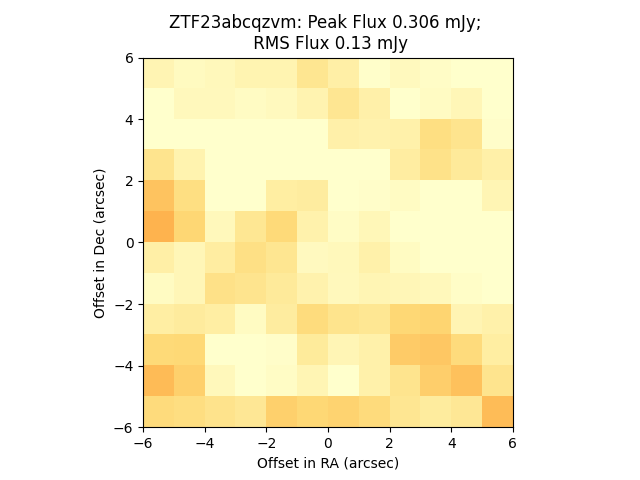 ZTF23abcqzvm: Peak Flux 0.306 mJy;
RMS Flux 0.13 mJy
6
4
2
0
−2
−4
−6
Offset in Dec (arcsec)
−6 −4 −2 0 2 4 6
Offset in RA (arcsec)